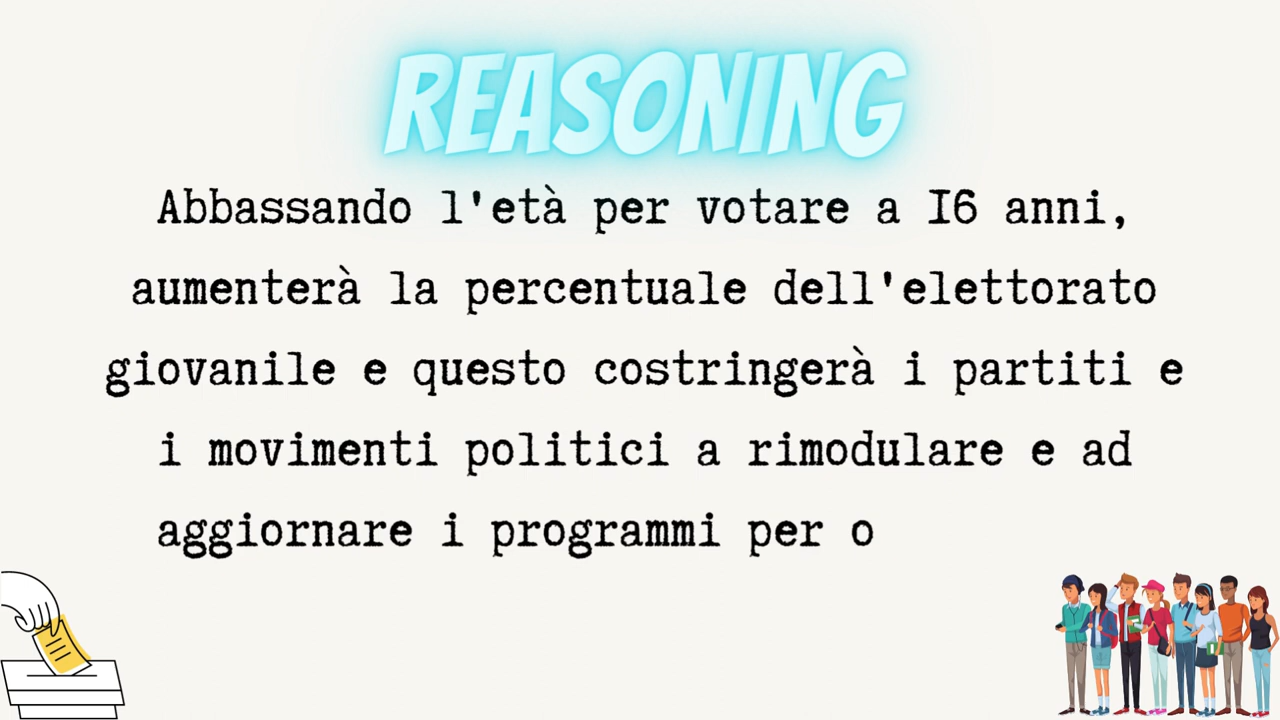 REASONING
Abbassando l'età per votare a I6 anni,
aumenterà la percentuale dell'elettorato
giovanile e questo costringerà i partiti e
i movimenti politici a rimodulare e ad
aggiornare i programmi per o